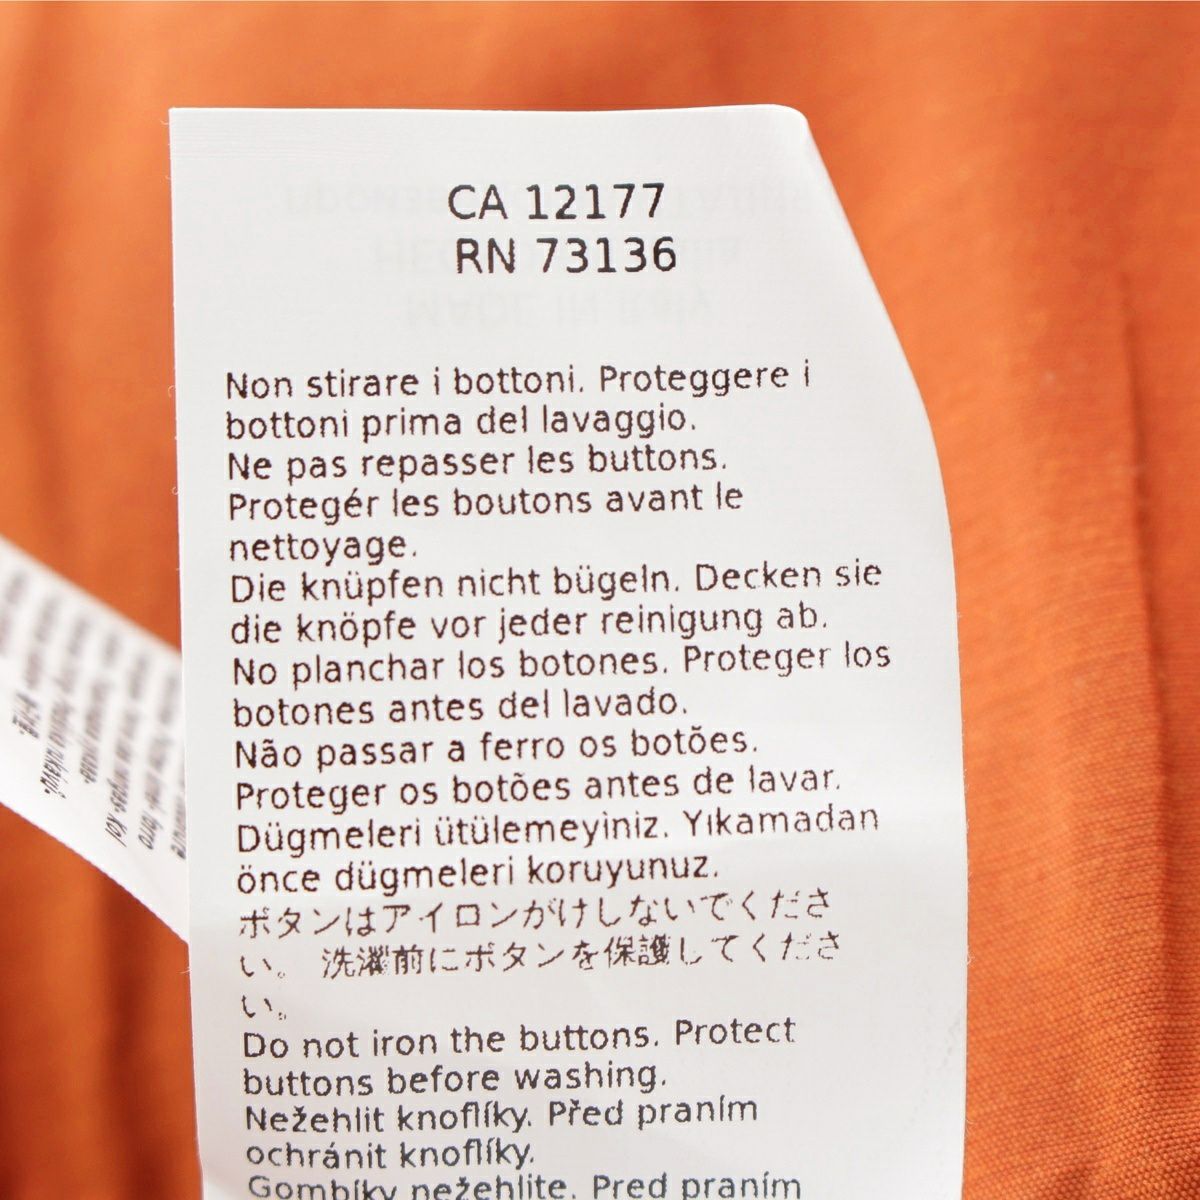 CA 12177
RN 73136
Non stirare i bottoni. Proteggere i
bottoni prima del lavaggio.
Ne pas repasser les buttons.
Protegér les boutons avant le
nettoyage.
Die knüpfen nicht bügeln. Decken sie
die knöpfe vor jeder reinigung ab.
No planchar los botones. Proteger los
botones antes del lavado.
Não passar a ferro os botões.
Proteger os botões antes de lavar.
Dügmeleri ütülemeyiniz. Yıkamadan
önce dügmeleri koruyunuz.
ボタンはアイロンがけしないでくださ
い。 洗濯前にボタンを保護してくださ
い。
Do not iron the buttons. Protect
buttons before washing.
Nežehlit knoflíky. Před praním
ochránit knoflíky.
Gombíky nežehlite. Pred praním